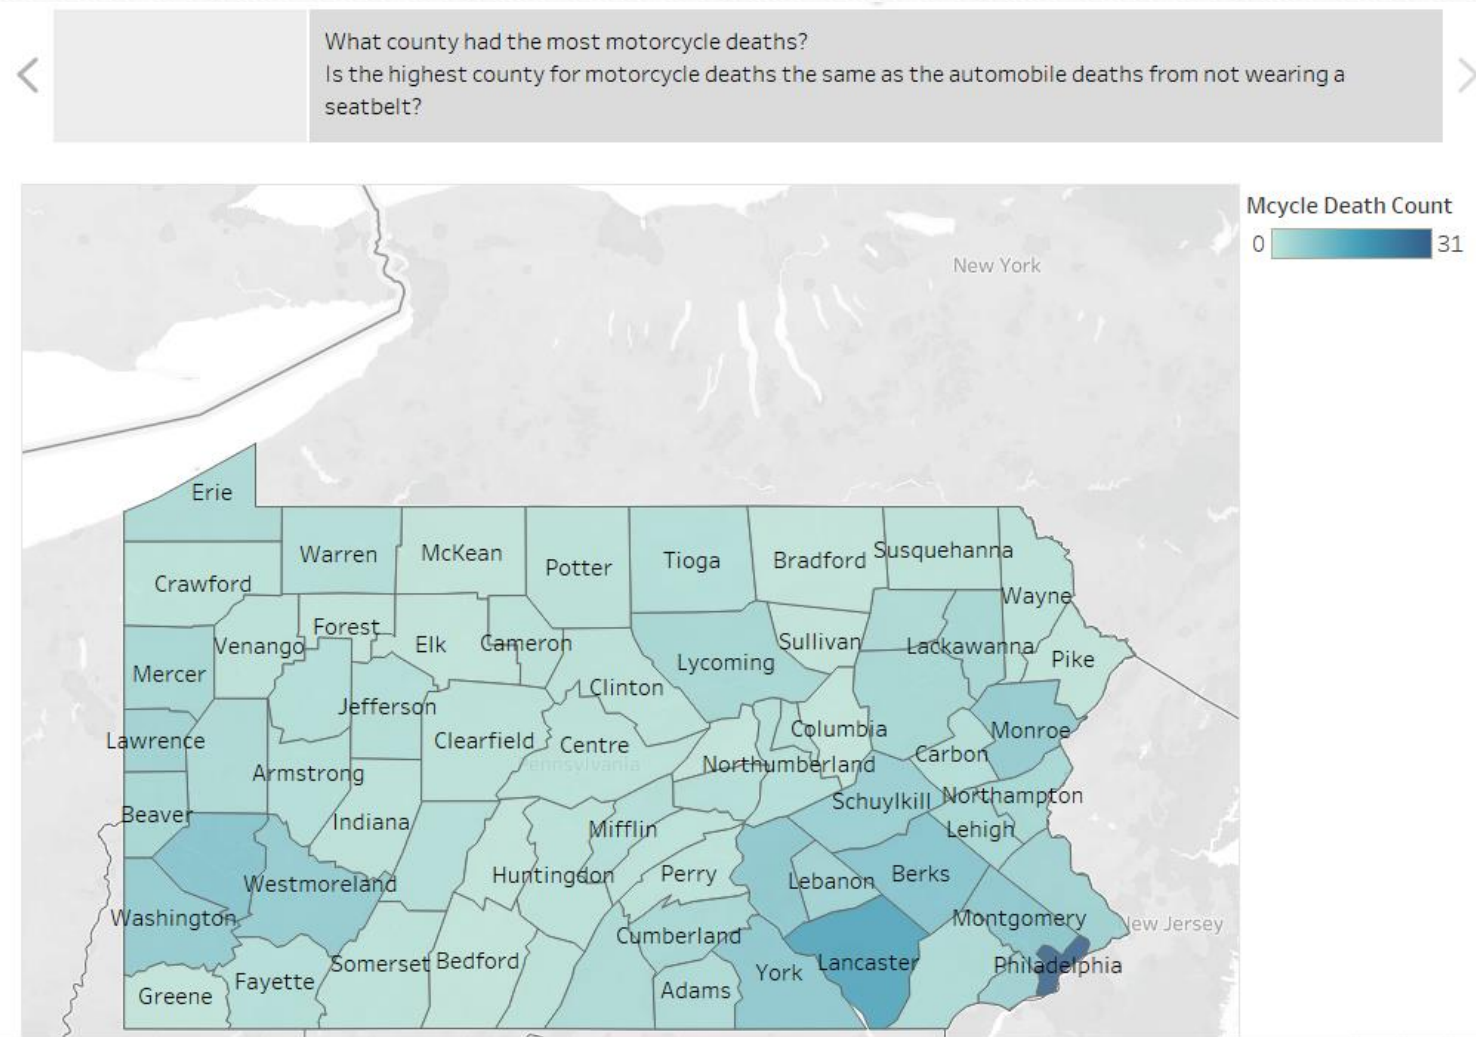 What county had the most motorcycle deaths?
Is the highest county for motorcycle deaths the same as the automobile deaths from not wearing a
seatbelt?
Mcycle Death Count
0 31
New York
Erie
Warren
McKean
Potter
Tioga
Bradford
Susquehanna
Crawford
Wayne
Forest
Venango
Elk
Cameron
Sullivan
Lackawanna
Pike
Mercer
Lycoming
Clinton
Jefferson
Lawrence
Clearfield
Centre
Columbia
Monroe
Pennsylvania
Northumberland
Carbon
Armstrong
Schuylkill
Northampton
Beaver
Indiana
Mifflin
Lehigh
Westmoreland
Huntingdon
Perry
Lebanon
Berks
Washington
Montgomery
New Jersey
Cumberland
Somerset
Bedford
York
Lancaster
Philadelphia
Greene
Fayette
Adams